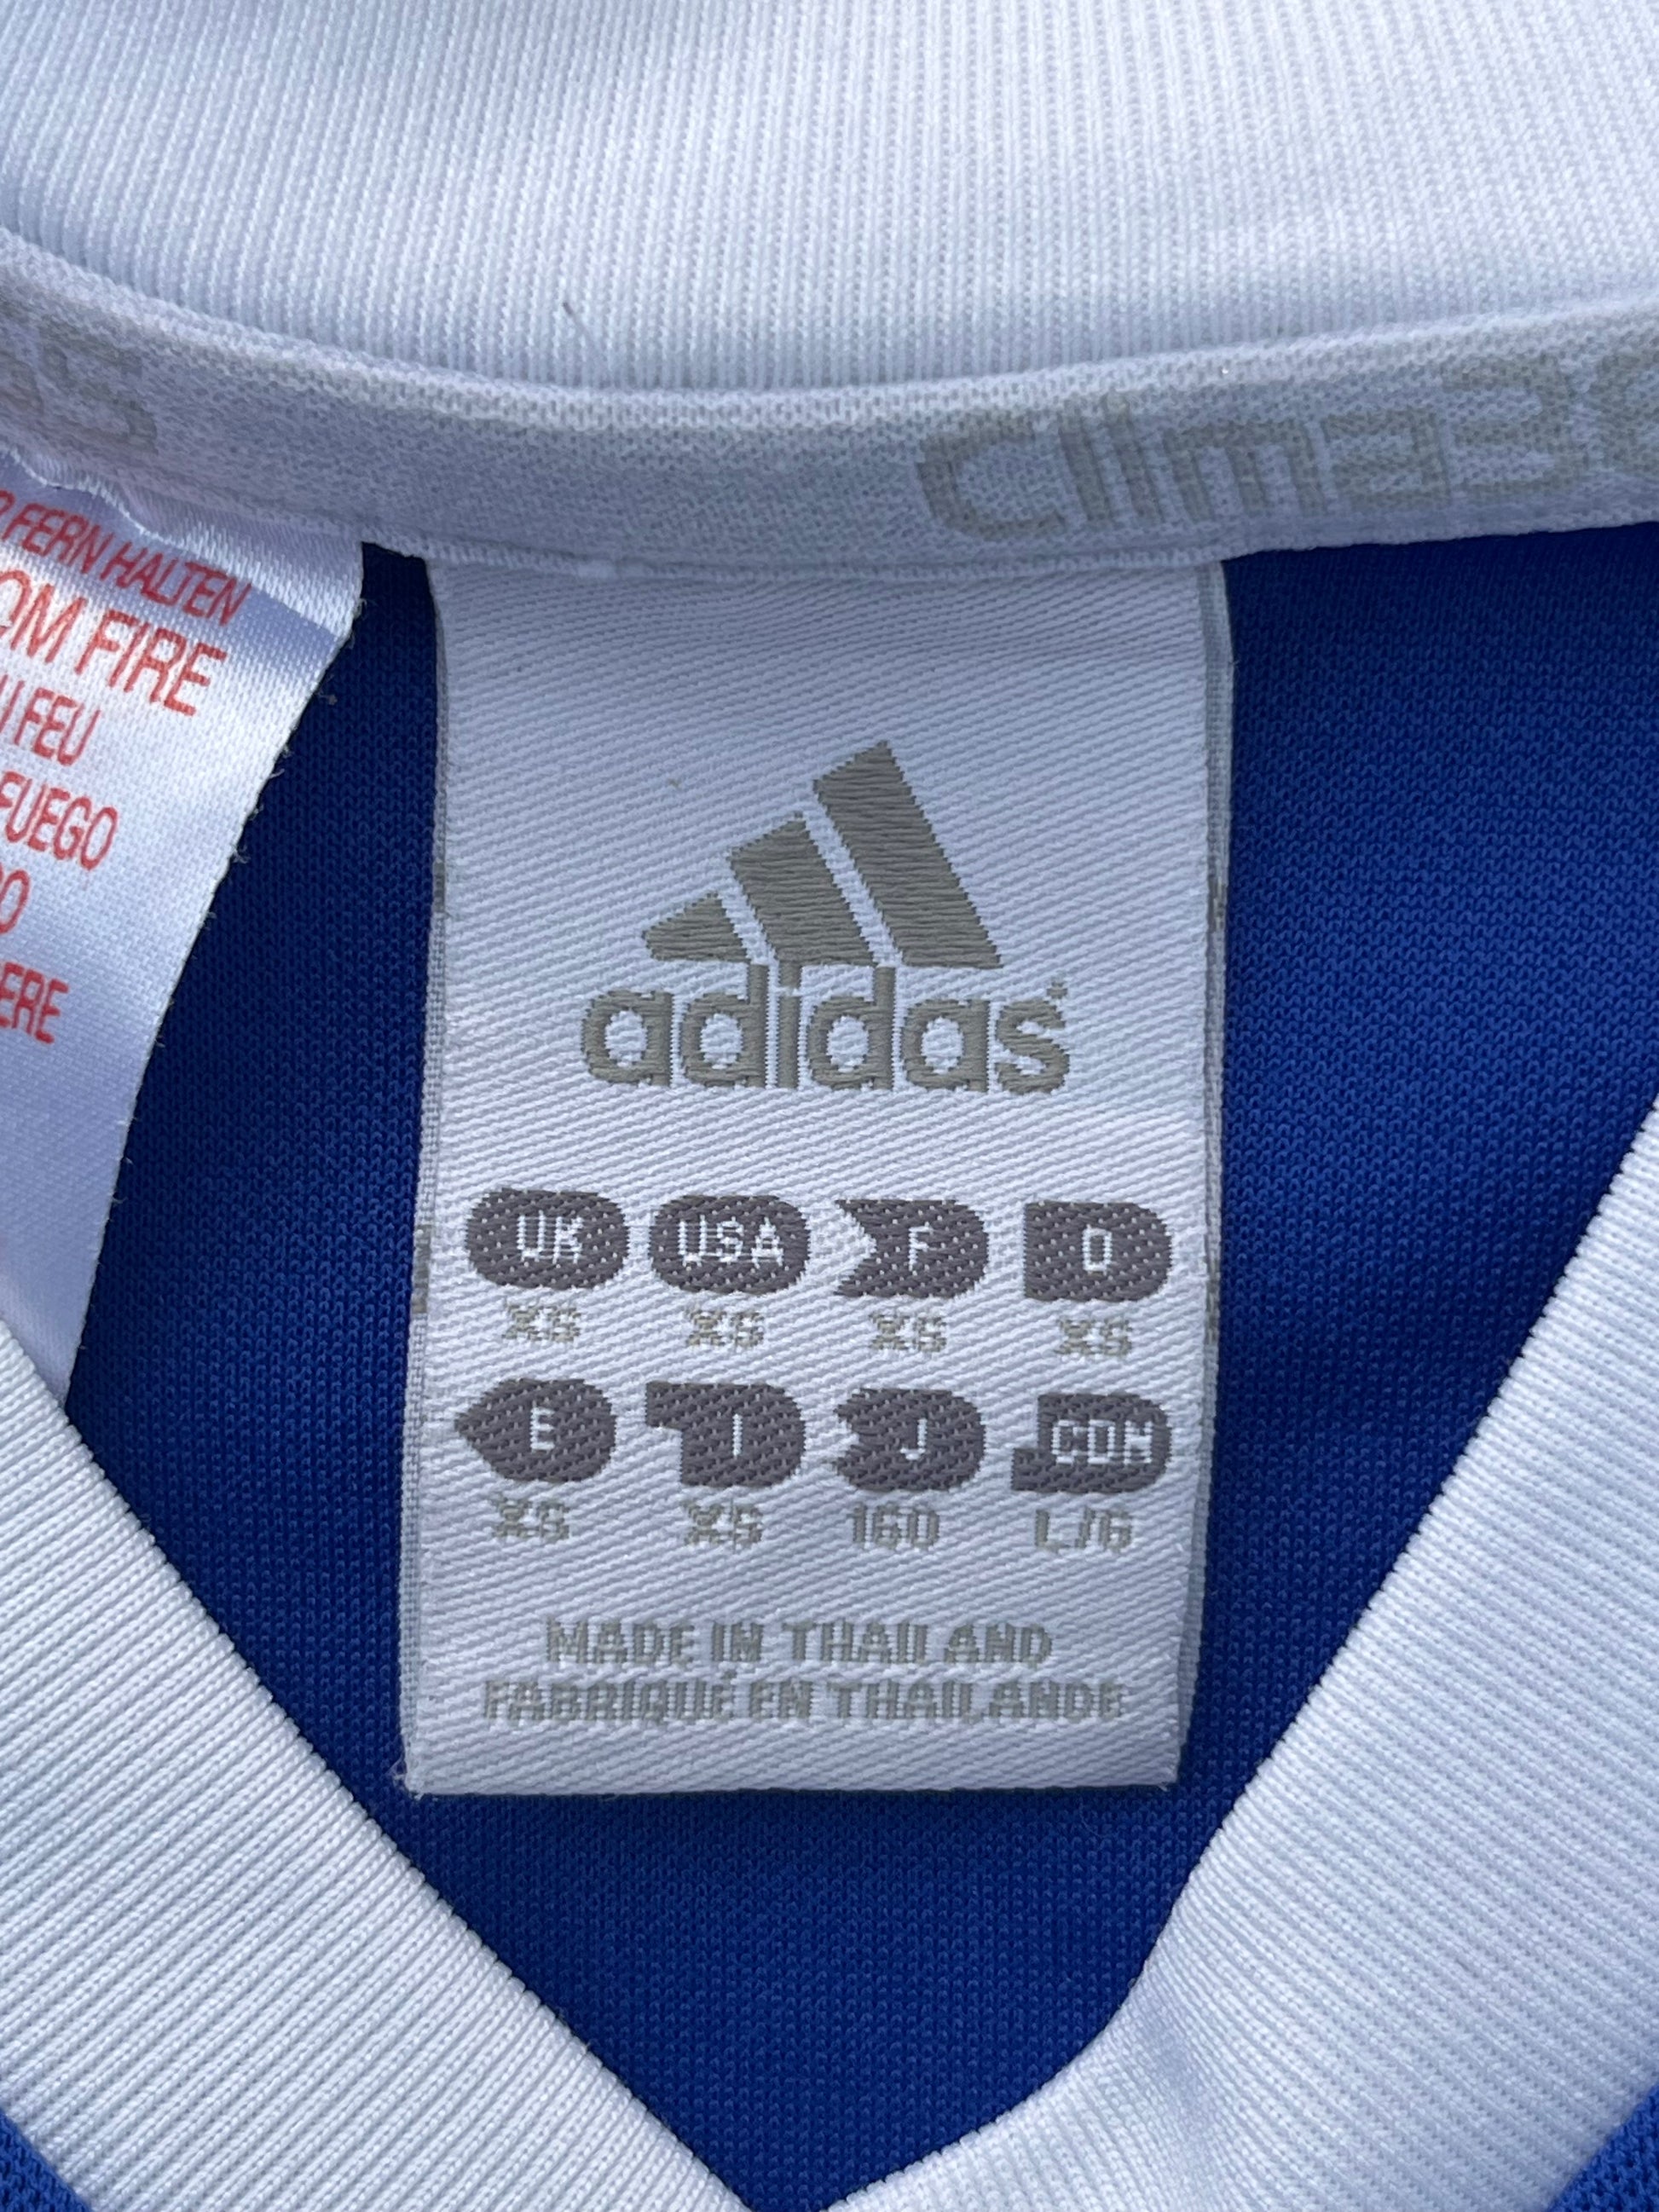 Clima3
FERN HALTEN
OM FIRE
FEU
FUEGO
ERE
adidas
UK USA F D
XS XS XS XS
E I J CDN
XS XS 160 L/G
MADE IN THAILAND
FABRIQUÉ EN THAILANDE